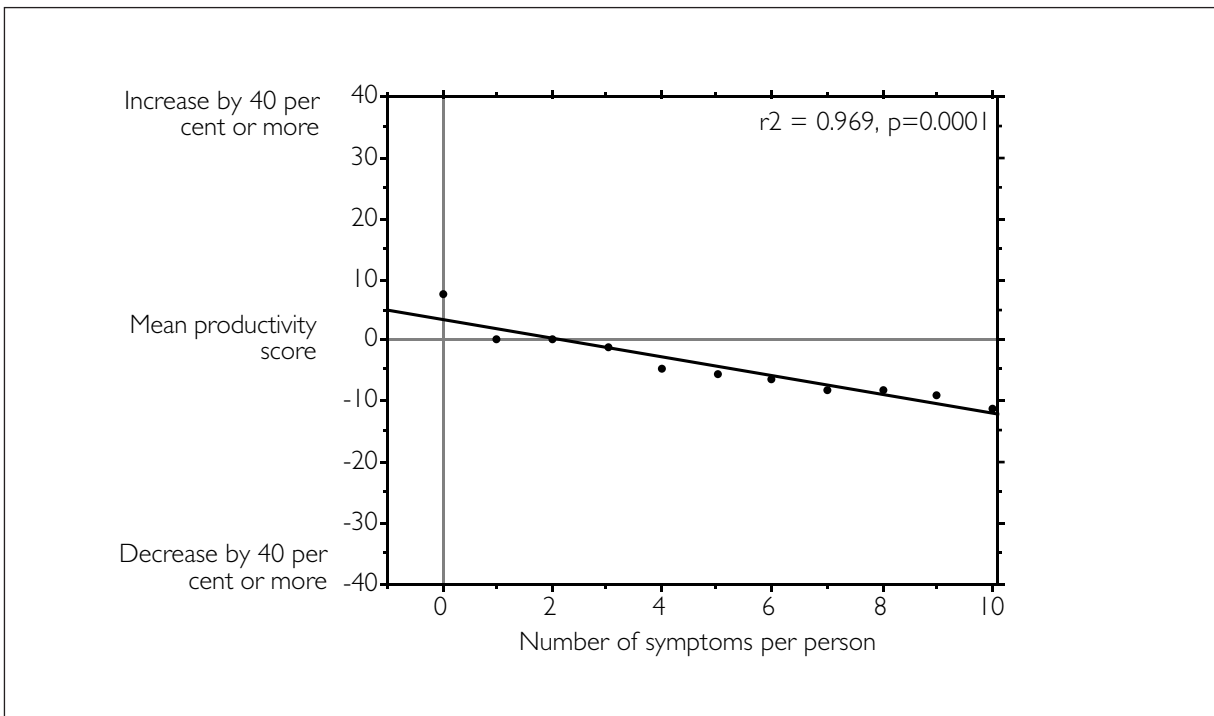 Increase by 40 per
cent or more
40
r2 = 0.969, p=0.0001
30
20
10
Mean productivity
score
0
-10
-20
-30
Decrease by 40 per
cent or more
-40
0 2 4 6 8 10
Number of symptoms per person